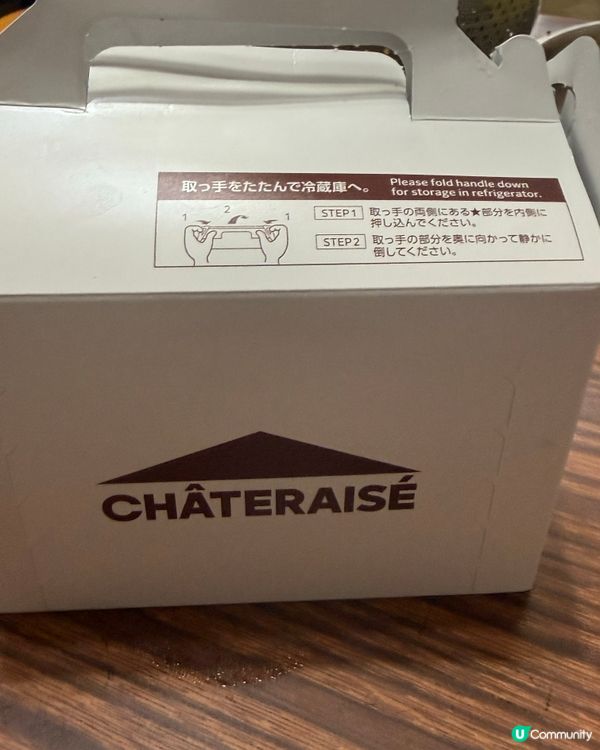 取っ手をたたんで冷蔵庫へ。
Please fold handle down
for storage in refrigerator.
1 2 1
STEP1 取っ手の両側にある★部分を内側に
押し込んでください。
STEP2 取っ手の部分を奥に向かって静かに
倒してください。
CHÂTERAISÉ
U Community